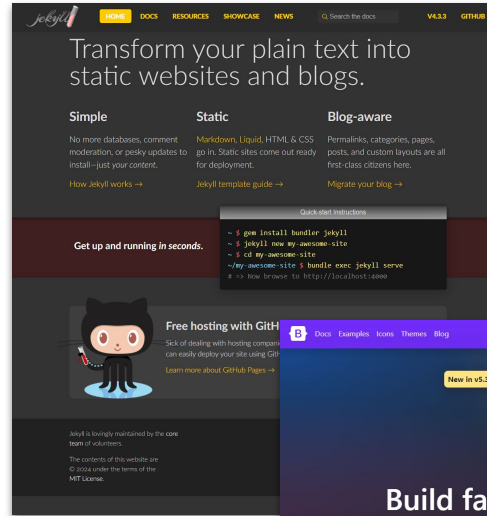 jekyll
HOME DOCS RESOURCES SHOWCASE NEWS Search the docs V4.3.3 GITHUB
Transform your plain text into
static websites and blogs.
Simple
No more databases, comment
moderation, or pesky updates to
install—just your content.
How Jekyll works →
Static
Markdown, Liquid, HTML & CSS
go in. Static sites come out ready
for deployment.
Jekyll template guide →
Blog-aware
Permalinks, categories, pages,
posts, and custom layouts are all
first-class citizens here.
Migrate your blog →
Get up and running in seconds.
Quick-start Instructions
~ $ gem install bundler jekyll
~ $ jekyll new my-awesome-site
~ $ cd my-awesome-site
~/my-awesome-site $ bundle exec jekyll serve
# => Now browse to http://localhost:4000
Free hosting with GitH
Sick of dealing with hosting compani
can easily deploy your site using Gith
Learn more about GitHub Pages →
Jekyll is lovingly maintained by the core
team of volunteers.
The contents of this website are
© 2024 under the terms of the
MIT License.
B Docs Examples Icons Themes Blog
New in v5.3
Build fa